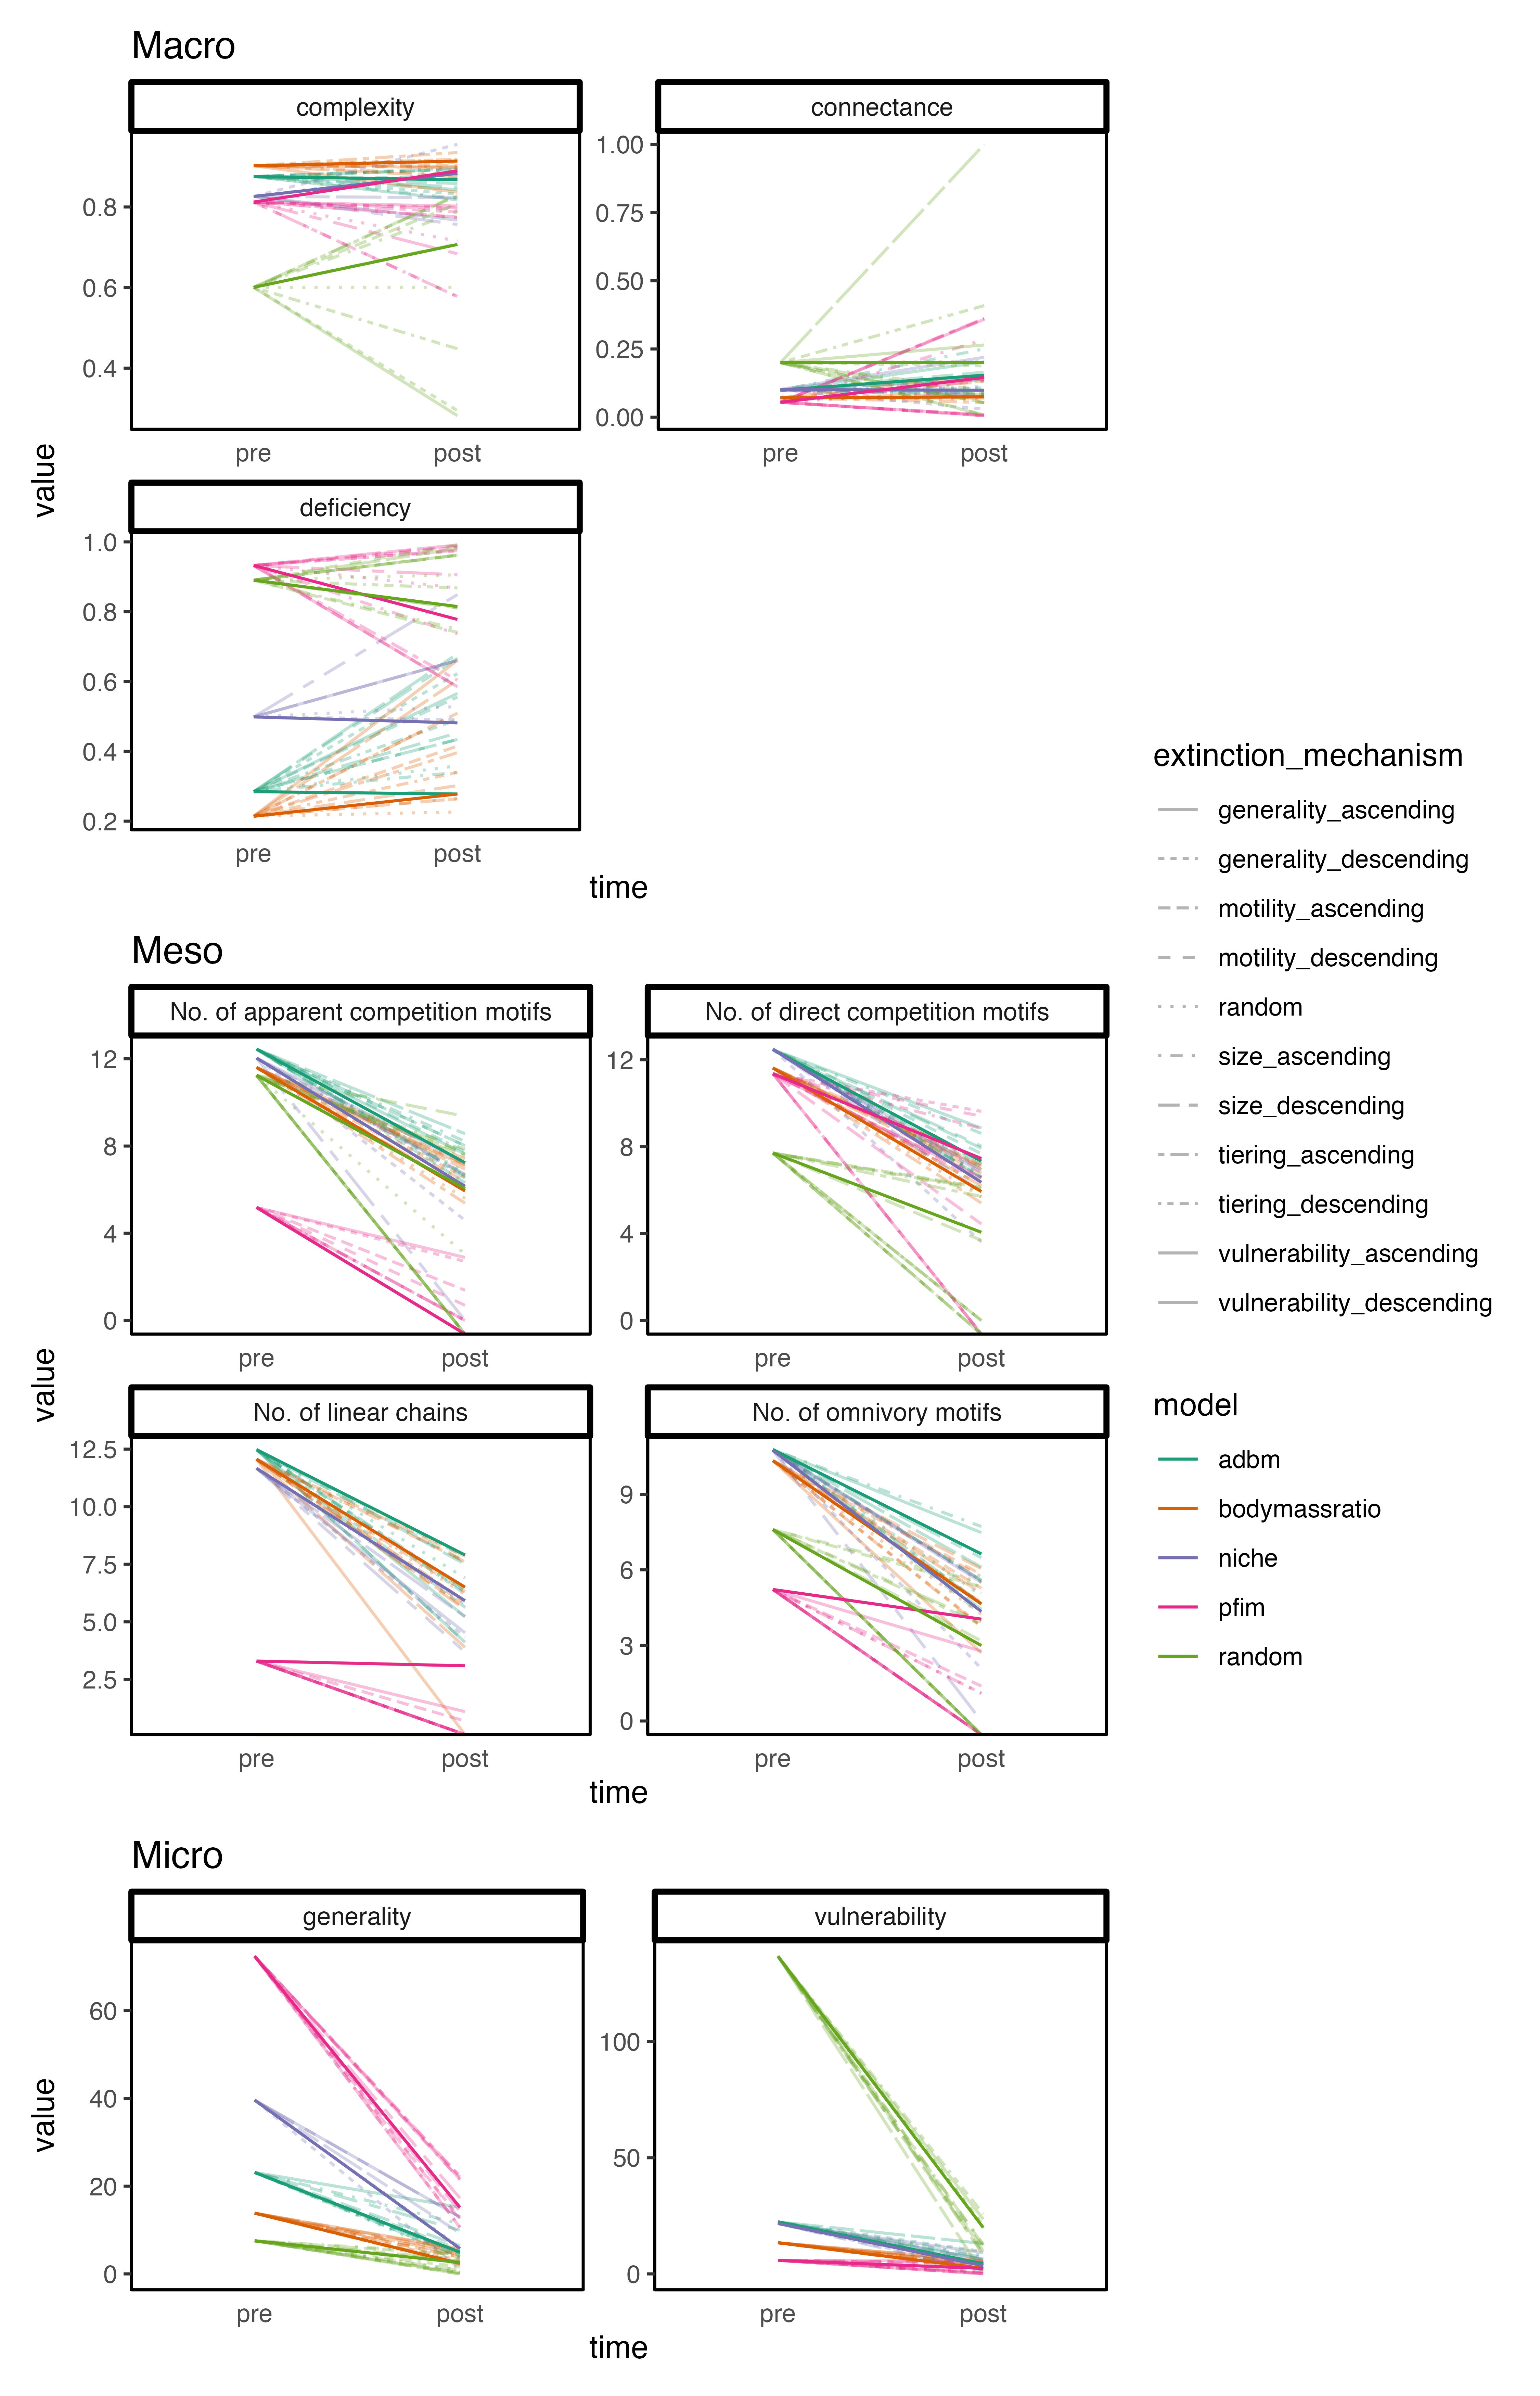 Macro
complexity
connectance
0.8
0.6
0.4
1.00
0.75
0.50
0.25
0.00
pre
post
pre
post
deficiency
1.0
0.8
0.6
0.4
0.2
pre
post
value
time
Meso
No. of apparent competition motifs
No. of direct competition motifs
12
8
4
0
12
8
4
0
pre
post
pre
post
No. of linear chains
No. of omnivory motifs
12.5
10.0
7.5
5.0
2.5
9
6
3
0
pre
post
pre
post
value
time
Micro
generality
vulnerability
60
40
20
0
100
50
0
pre
post
pre
post
value
time
extinction_mechanism
generality_ascending
generality_descending
motility_ascending
motility_descending
random
size_ascending
size_descending
tiering_ascending
tiering_descending
vulnerability_ascending
vulnerability_descending
model
adbm
bodymassratio
niche
pfim
random